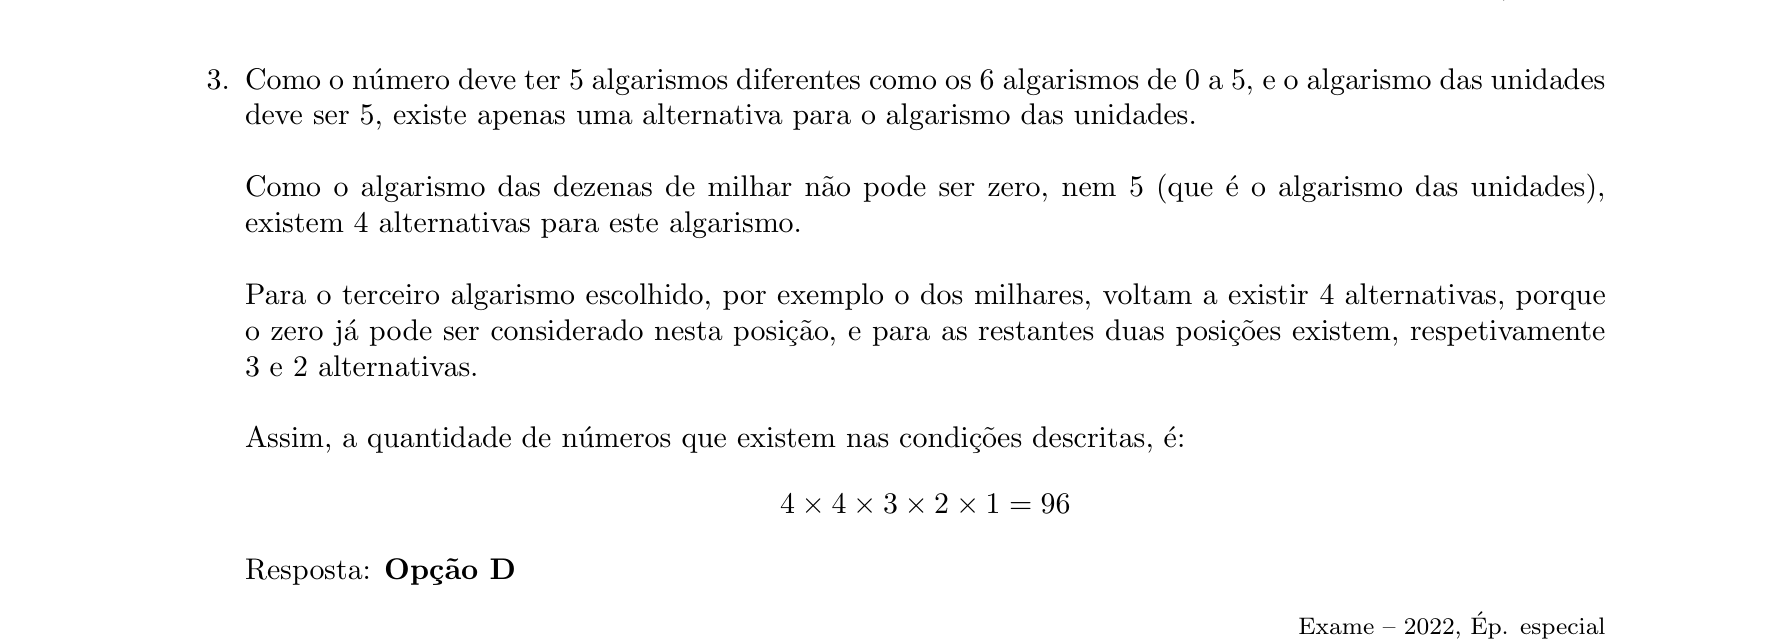 3. Como o número deve ter 5 algarismos diferentes como os 6 algarismos de 0 a 5, e o algarismo das unidades
deve ser 5, existe apenas uma alternativa para o algarismo das unidades.
Como o algarismo das dezenas de milhar não pode ser zero, nem 5 (que é o algarismo das unidades),
existem 4 alternativas para este algarismo.
Para o terceiro algarismo escolhido, por exemplo o dos milhares, voltam a existir 4 alternativas, porque
o zero já pode ser considerado nesta posição, e para as restantes duas posições existem, respetivamente
3 e 2 alternativas.
Assim, a quantidade de números que existem nas condições descritas, é:
4 × 4 × 3 × 2 × 1 = 96
Resposta: Opção D
Exame – 2022, Ép. especial